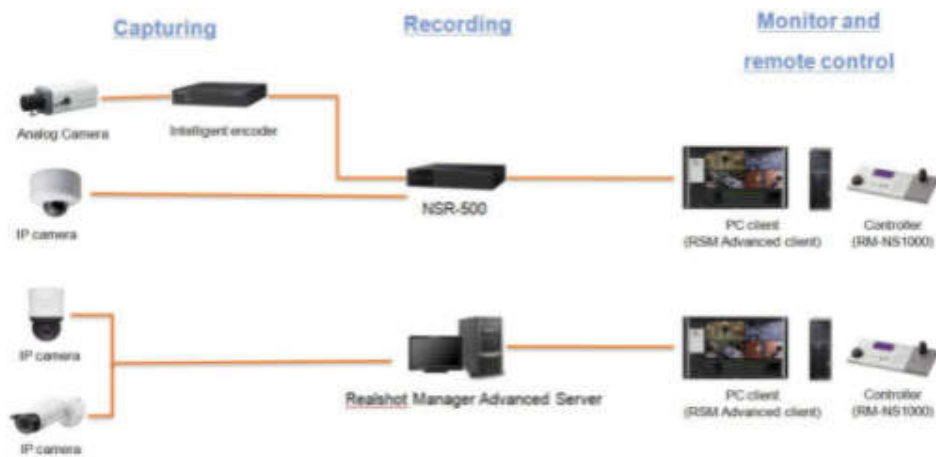 Capturing
Recording
Monitor and
remote control
Analog Camera
Intelligent encoder
IP camera
NSR-500
PC client
(RSM Advanced client)
Controller
(RM-NS1000)
IP camera
IP camera
Realshot Manager Advanced Server
PC client
(RSM Advanced client)
Controller
(RM-NS1000)